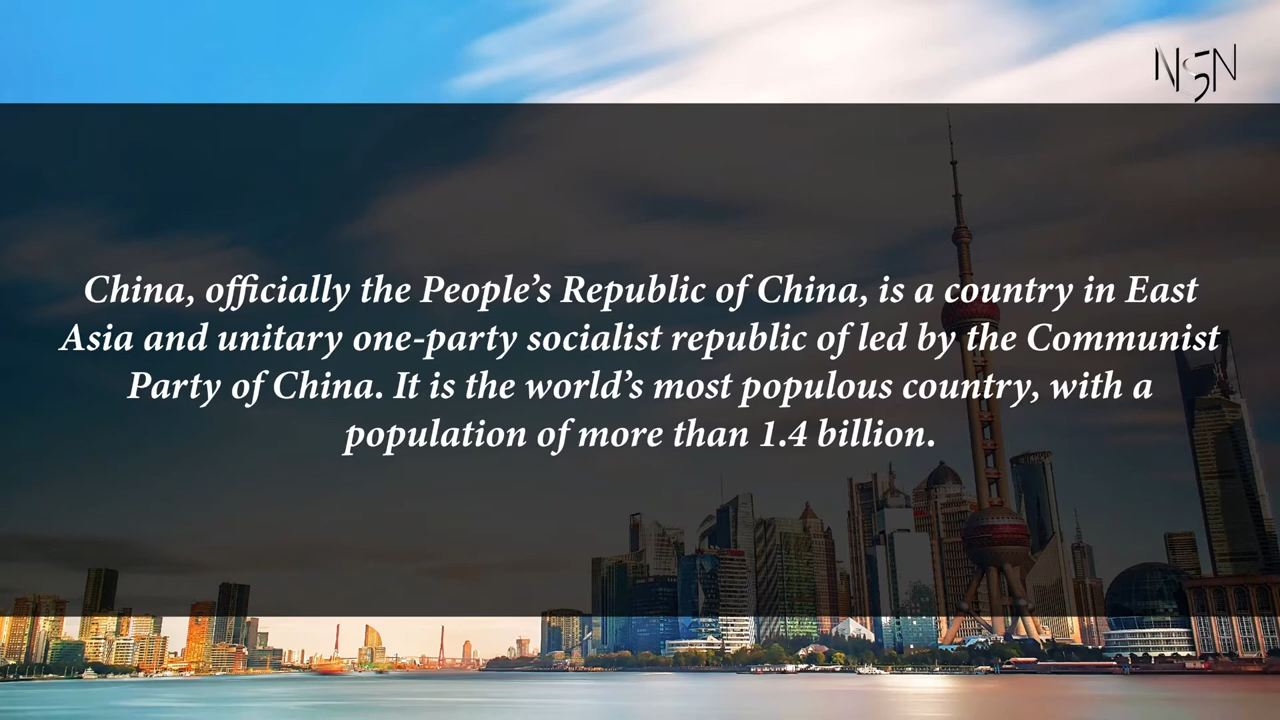 NSN
China, officially the People’s Republic of China, is a country in East
Asia and unitary one-party socialist republic of led by the Communist
Party of China. It is the world’s most populous country, with a
population of more than 1.4 billion.